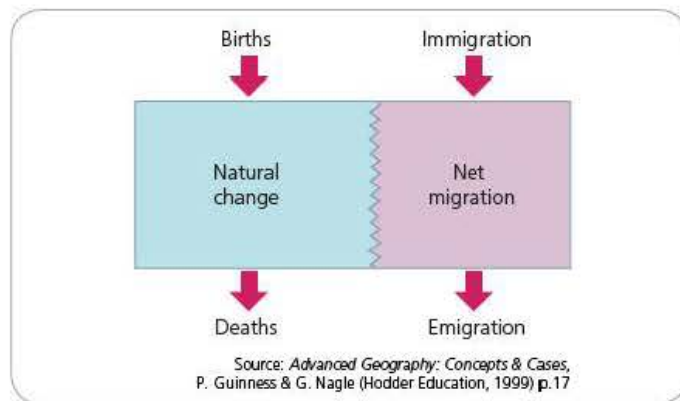 Births
Immigration
Natural
change
Net
migration
Deaths
Emigration
Source: Advanced Geography: Concepts & Cases,
P. Guinness & G. Nagle (Hodder Education, 1999) p.17